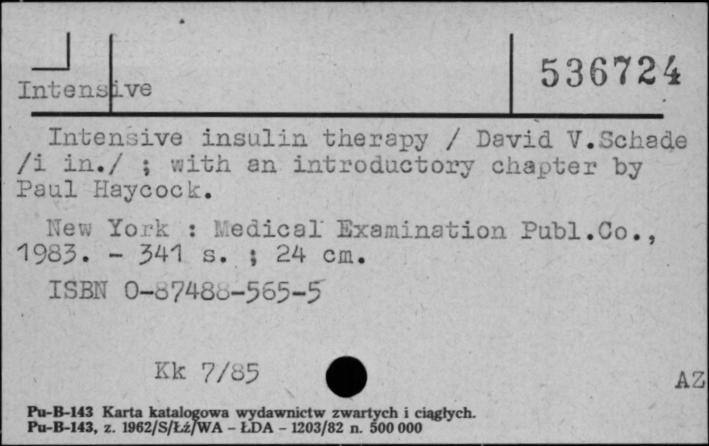 536724
Intensive
Intensive insulin therapy / David V.Schade
/i in./ ; with an introductory chapter by
Paul Haycock.
New York : Medical Examination Publ.Co.,
1983. - 341 s. ; 24 cm.
ISBN 0-87488-565-5
Kk 7/85
AZ
Pu-B-143 Karta katalogowa wydawnictw zwartych i ciągłych.
Pu-B-143, z. 1962/S/Łź/WA - ŁDA - 1203/82 n. 500 000